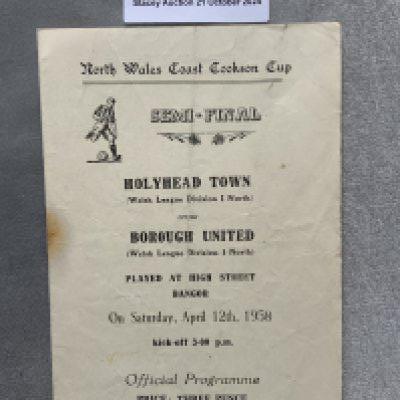 Stacey Auction 21 October 2024
North Wales Coast Cookson Cup
SEMI-FINAL
HOLYHEAD TOWN
(Welsh League Division 1 North)
versus
BOROUGH UNITED
(Welsh League Division 1 North)
PLAYED AT HIGH STREET
BANGOR
On Saturday, April 12th, 1958
kick-off 5-00 p.m.
Official Programme
PRICE: THREE PENCE